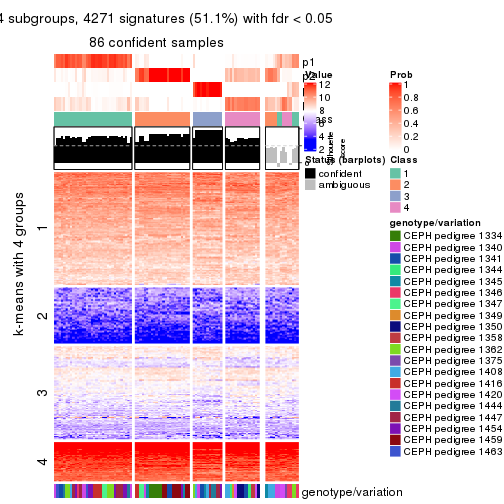 4 subgroups, 4271 signatures (51.1%) with fdr < 0.05
86 confident samples
p1
p2
Class
Silhouette
score
k-means with 4 groups
1
2
3
4
genotype/variation
Value
12
10
8
6
4
2
Status (barplots)
confident
ambiguous
Prob
1
0.8
0.6
0.4
0.2
0
Class
1
2
3
4
genotype/variation
CEPH pedigree 1334
CEPH pedigree 1340
CEPH pedigree 1341
CEPH pedigree 1344
CEPH pedigree 1345
CEPH pedigree 1346
CEPH pedigree 1347
CEPH pedigree 1349
CEPH pedigree 1350
CEPH pedigree 1358
CEPH pedigree 1362
CEPH pedigree 1375
CEPH pedigree 1408
CEPH pedigree 1416
CEPH pedigree 1420
CEPH pedigree 1444
CEPH pedigree 1447
CEPH pedigree 1454
CEPH pedigree 1459
CEPH pedigree 1463